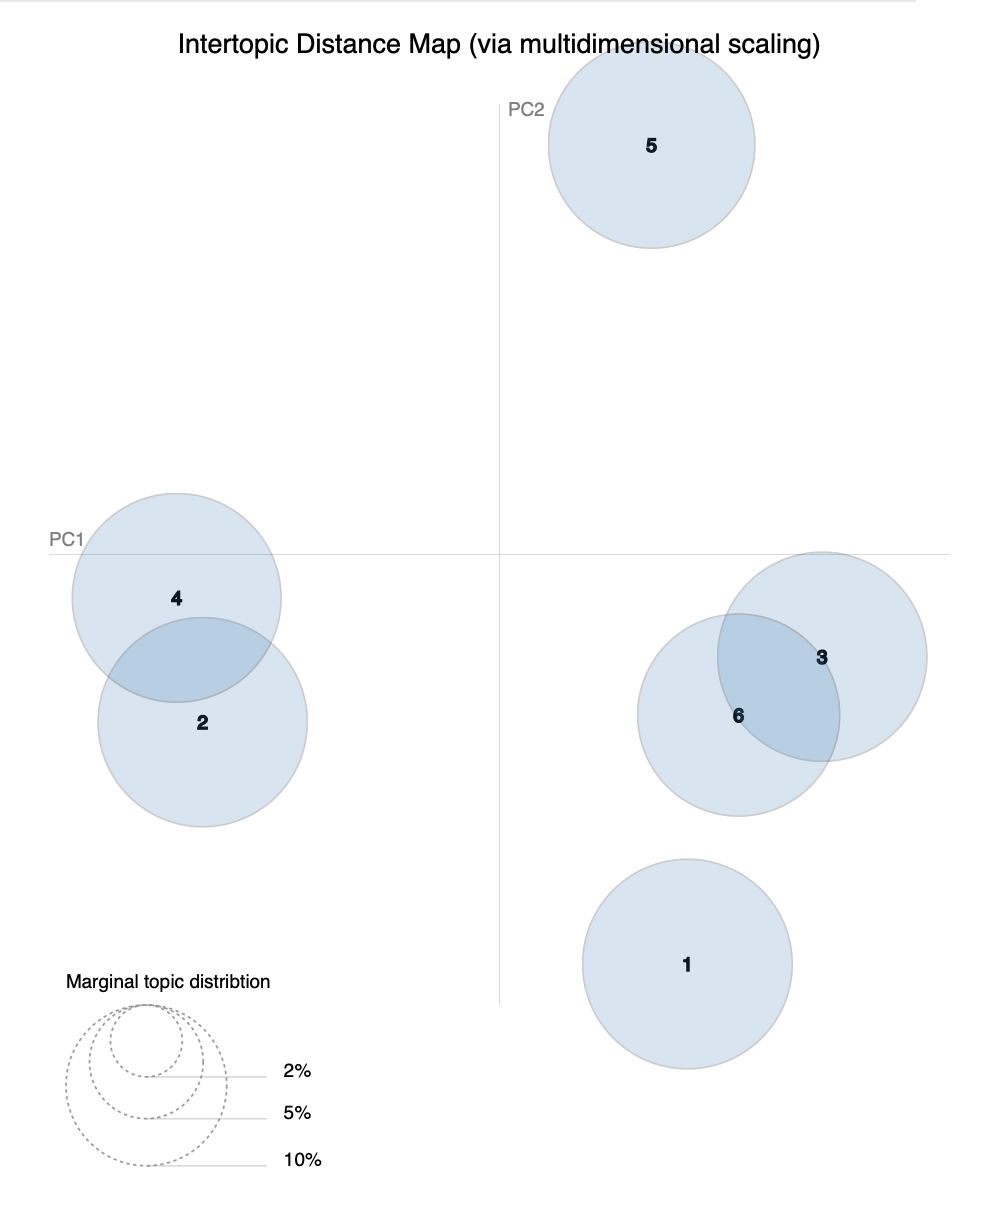 Intertopic Distance Map (via multidimensional scaling)
PC2
5
PC1
4
3
6
2
1
Marginal topic distribtion
2%
5%
10%